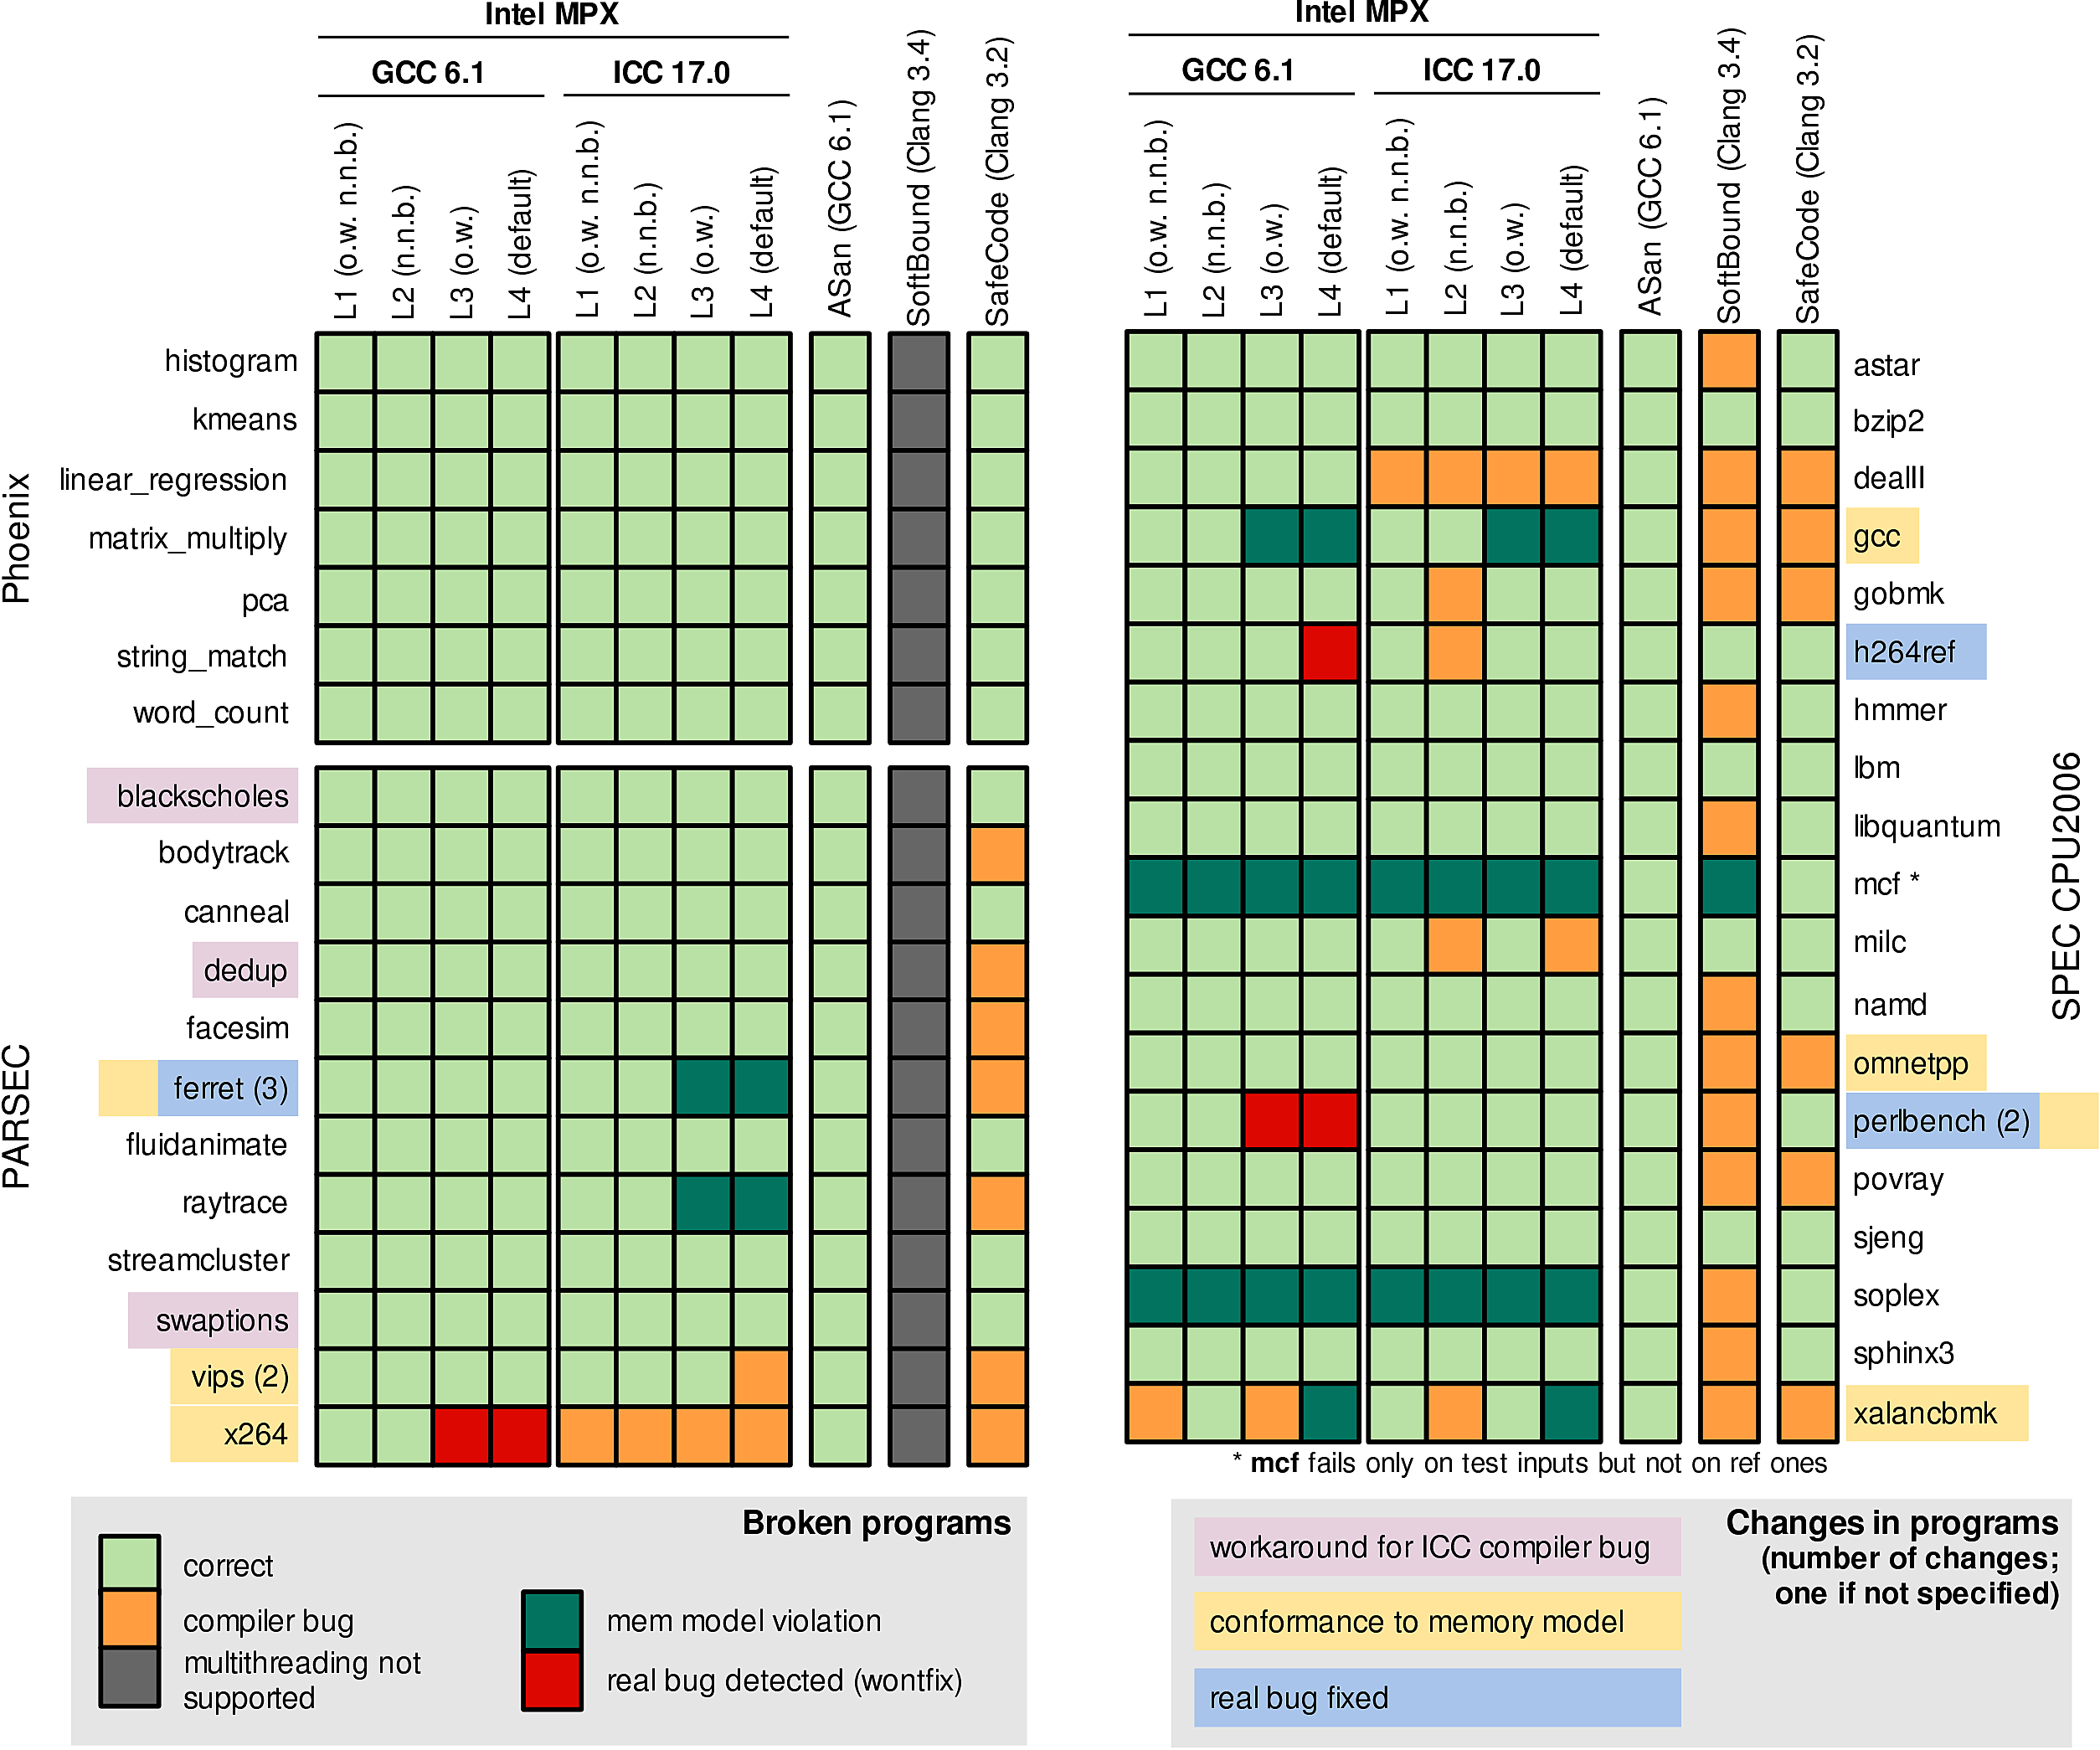 Intel MPX
GCC 6.1
ICC 17.0
L1 (o.w. n.n.b.)
L2 (n.n.b.)
L3 (o.w.)
L4 (default)
L1 (o.w. n.n.b.)
L2 (n.n.b.)
L3 (o.w.)
L4 (default)
ASan (GCC 6.1)
SoftBound (Clang 3.4)
SafeCode (Clang 3.2)
Phoenix
histogram
kmeans
linear_regression
matrix_multiply
pca
string_match
word_count
PARSEC
blackscholes
bodytrack
canneal
dedup
facesim
ferret (3)
fluidanimate
raytrace
streamcluster
swaptions
vips (2)
x264
Intel MPX
GCC 6.1
ICC 17.0
L1 (o.w. n.n.b.)
L2 (n.n.b.)
L3 (o.w.)
L4 (default)
L1 (o.w. n.n.b.)
L2 (n.n.b.)
L3 (o.w.)
L4 (default)
ASan (GCC 6.1)
SoftBound (Clang 3.4)
SafeCode (Clang 3.2)
astar
bzip2
dealII
gcc
gobmk
h264ref
hmmer
lbm
libquantum
mcf *
milc
namd
omnetpp
perlbench (2)
povray
sjeng
soplex
sphinx3
xalancbmk
SPEC CPU2006
* mcf fails only on test inputs but not on ref ones
Broken programs
correct
compiler bug
multithreading not
supported
mem model violation
real bug detected (wontfix)
Changes in programs
(number of changes;
one if not specified)
workaround for ICC compiler bug
conformance to memory model
real bug fixed